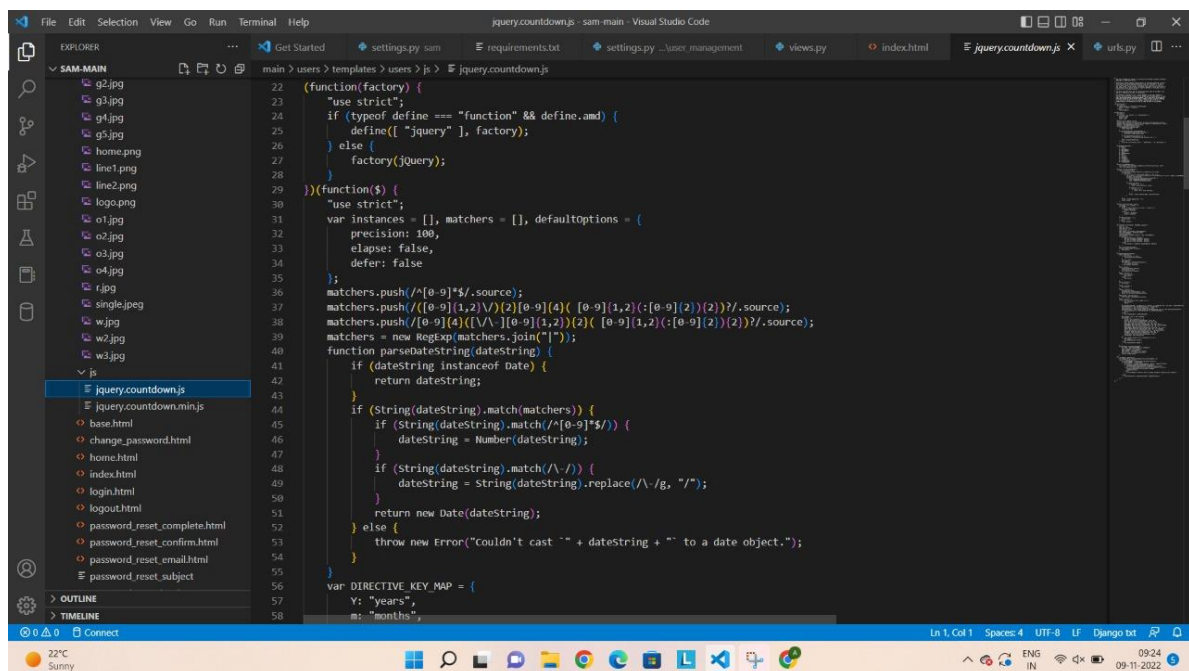 File Edit Selection View Go Run Terminal Help
jquery.countdown.js - sam-main - Visual Studio Code
EXPLORER
Get Started
settings.py sam
requirements.txt
settings.py ...\user_management
views.py
index.html
jquery.countdown.js
urls.py
SAM-MAIN
main > users > templates > users > js > jquery.countdown.js
g2.jpg
g3.jpg
g4.jpg
g5.jpg
home.png
line1.png
line2.png
logo.png
o1.jpg
o2.jpg
o3.jpg
o4.jpg
r.jpg
single.jpeg
w.jpg
w2.jpg
w3.jpg
js
jquery.countdown.js
jquery.countdown.min.js
base.html
change_password.html
home.html
index.html
login.html
logout.html
password_reset_complete.html
password_reset_confirm.html
password_reset_email.html
password_reset_subject
OUTLINE
TIMELINE
22 (function(factory) {
23 "use strict";
24 if (typeof define === "function" && define.amd) {
25 define([ "jquery" ], factory);
26 } else {
27 factory(jQuery);
28 }
29 })(function($) {
30 "use strict";
31 var instances = [], matchers = [], defaultOptions = {
32 precision: 100,
33 elapse: false,
34 defer: false
35 };
36 matchers.push(/^[0-9]*$/.source);
37 matchers.push(/([0-9]{1,2}\/){2}[0-9]{4}( [0-9]{1,2}(:[0-9]{2}){2})?/.source);
38 matchers.push(/[0-9]{4}([\/\-][0-9]{1,2}){2}( [0-9]{1,2}(:[0-9]{2}){2})?/.source);
39 matchers = new RegExp(matchers.join("|"));
40 function parseDateString(dateString) {
41 if (dateString instanceof Date) {
42 return dateString;
43 }
44 if (String(dateString).match(matchers)) {
45 if (String(dateString).match(/^[0-9]*$/)) {
46 dateString = Number(dateString);
47 }
48 if (String(dateString).match(/\-/)) {
49 dateString = String(dateString).replace(/\-/g, "/");
50 }
51 return new Date(dateString);
52 } else {
53 throw new Error("Couldn't cast `" + dateString + "` to a date object.");
54 }
55 }
56 var DIRECTIVE_KEY_MAP = {
57 Y: "years",
58 m: "months",
0 0 Connect
Ln 1, Col 1 Spaces: 4 UTF-8 LF Django txt
22°C
Sunny
ENG
IN
09:24
09-11-2022
5